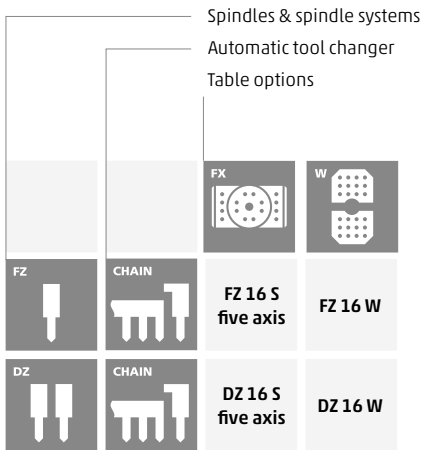 Spindles & spindle systems
Automatic tool changer
Table options
FX
W
FZ
CHAIN
FZ 16 S
five axis
FZ 16 W
DZ
CHAIN
DZ 16 S
five axis
DZ 16 W